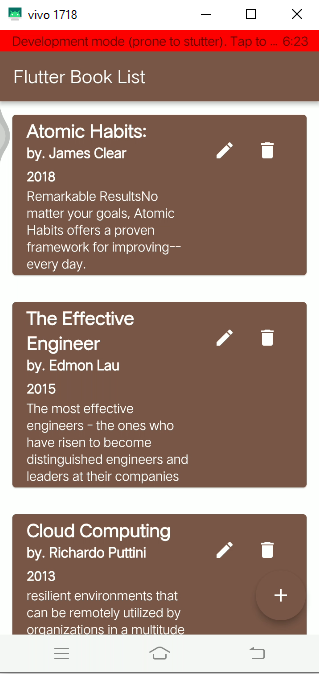 vivo 1718
Development mode (prone to stutter). Tap to ... 6:23
Flutter Book List
Atomic Habits:
by. James Clear
2018
Remarkable ResultsNo
matter your goals, Atomic
Habits offers a proven
framework for improving--
every day.
The Effective
Engineer
by. Edmon Lau
2015
The most effective
engineers - the ones who
have risen to become
distinguished engineers and
leaders at their companies
Cloud Computing
by. Richardo Puttini
2013
resilient environments that
can be remotely utilized by
organizations in a multitude